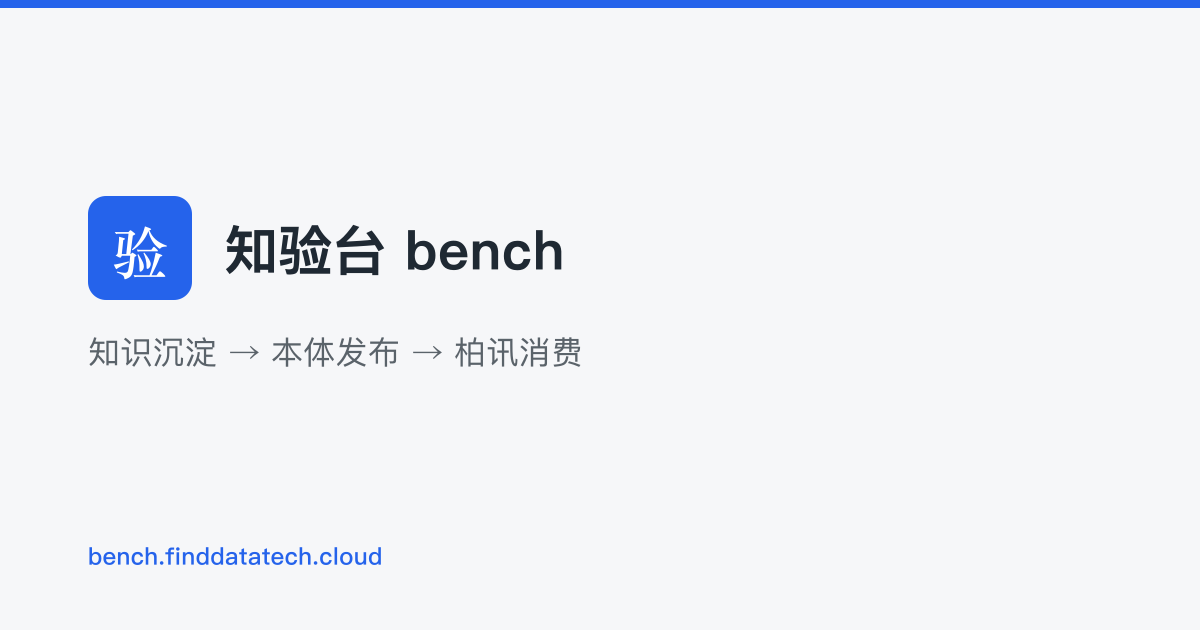 验
知验台 bench
知识沉淀 → 本体发布 → 柏讯消费
bench.finddatatech.cloud